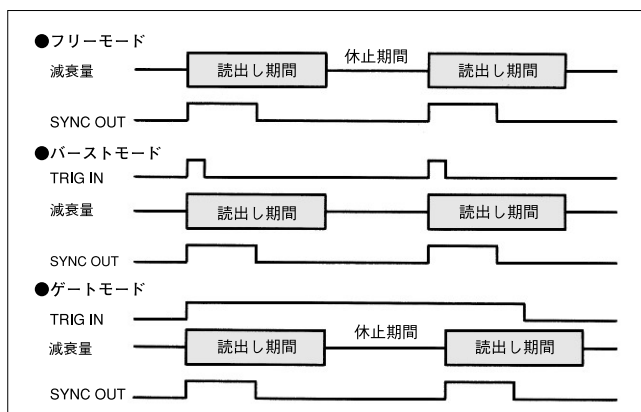 ●フリーモード
減衰量 読出し期間 休止期間 読出し期間
SYNC OUT
●バーストモード
TRIG IN
減衰量 読出し期間 読出し期間
SYNC OUT
●ゲートモード
TRIG IN
減衰量 読出し期間 休止期間 読出し期間
SYNC OUT